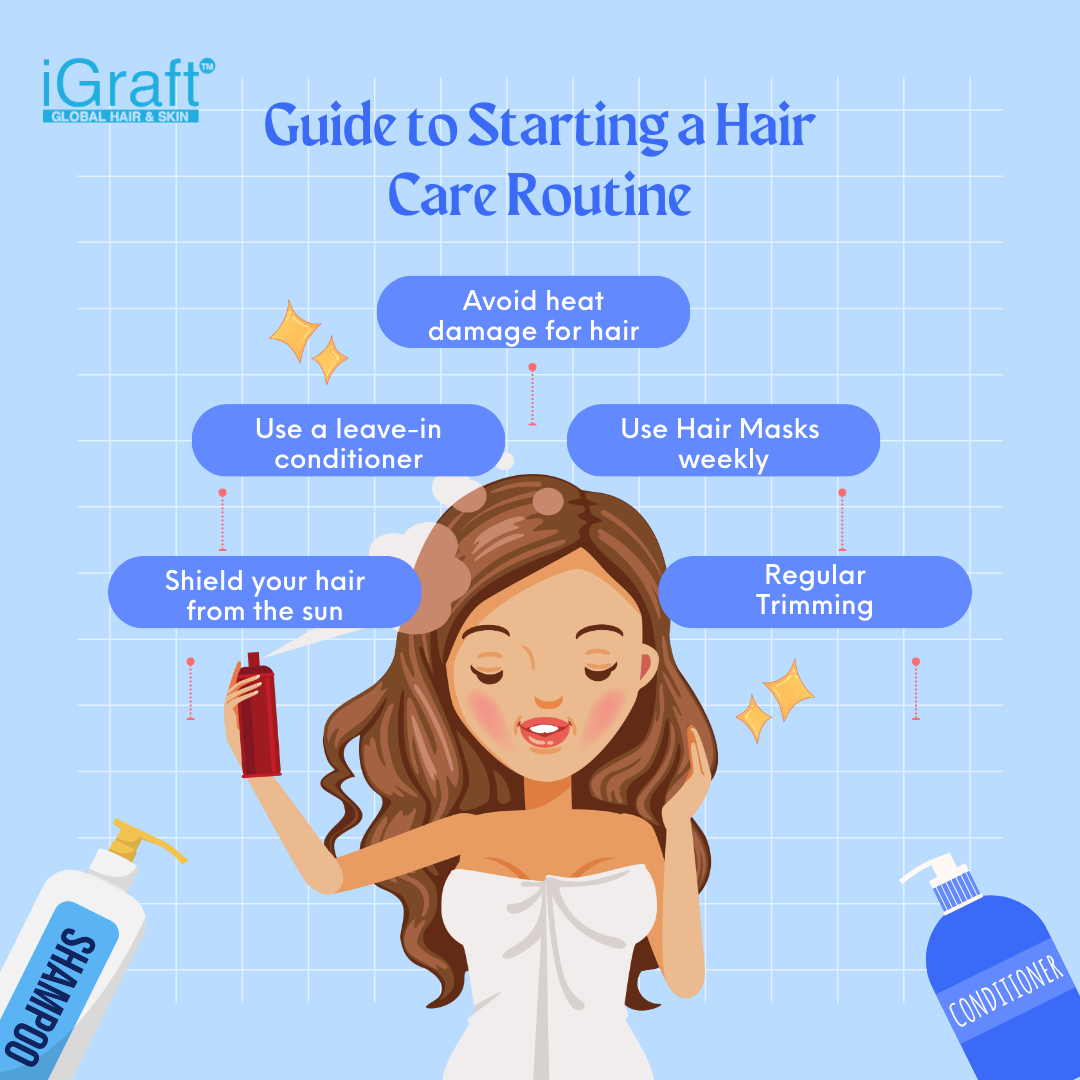 iGraft™
GLOBAL HAIR & SKIN
Guide to Starting a Hair
Care Routine
Avoid heat
damage for hair
Use a leave-in
conditioner
Use Hair Masks
weekly
Shield your hair
from the sun
Regular
Trimming
SHAMPOO
CONDITIONER